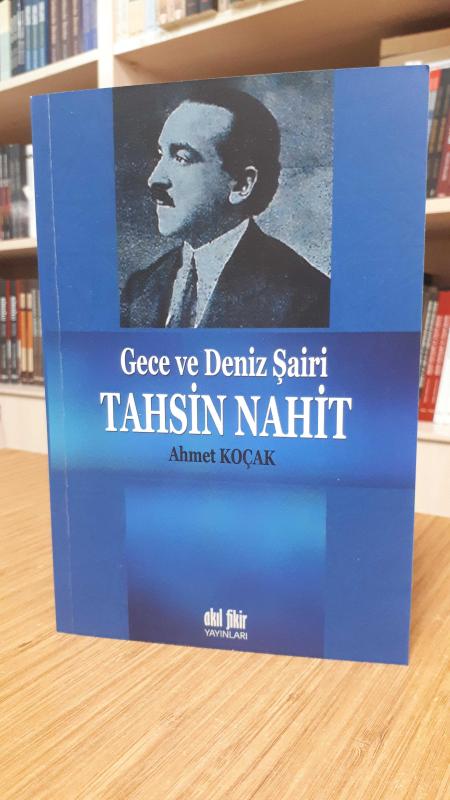 Gece ve Deniz Şairi
TAHSİN NAHİT
Ahmet KOÇAK
akıl fikir
YAYINLARI